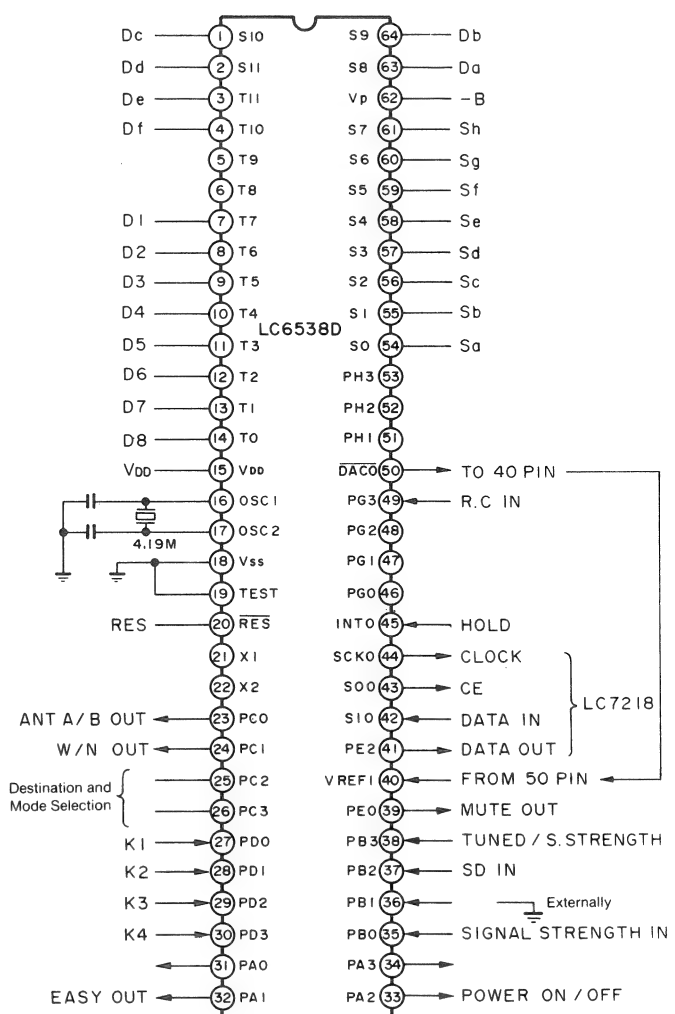 Dc 1 S10 S9 64 Db
Dd 2 S11 S8 63 Da
De 3 T11 Vp 62 -B
Df 4 T10 S7 61 Sh
5 T9 S6 60 Sg
6 T8 S5 59 Sf
D1 7 T7 S4 58 Se
D2 8 T6 S3 57 Sd
D3 9 T5 S2 56 Sc
D4 10 T4 S1 55 Sb
LC6538D
D5 11 T3 S0 54 Sa
D6 12 T2 PH3 53
D7 13 T1 PH2 52
D8 14 T0 PH1 51
VDD 15 VDD DACO 50 TO 40 PIN
16 OSC1 PG3 49 R.C IN
17 OSC2 PG2 48
4.19M
18 Vss PG1 47
19 TEST PG0 46
RES 20 RES INT0 45 HOLD
21 X1 SCK0 44 CLOCK
22 X2 SO0 43 CE
LC7218
ANT A/B OUT 23 PC0 SI0 42 DATA IN
W/N OUT 24 PC1 PE2 41 DATA OUT
25 PC2 VREF1 40 FROM 50 PIN
Destination and
Mode Selection
26 PC3 PE0 39 MUTE OUT
K1 27 PD0 PB3 38 TUNED / S.STRENGTH
K2 28 PD1 PB2 37 SD IN
K3 29 PD2 PB1 36 Externally
K4 30 PD3 PB0 35 SIGNAL STRENGTH IN
31 PA0 PA3 34
EASY OUT 32 PA1 PA2 33 POWER ON / OFF